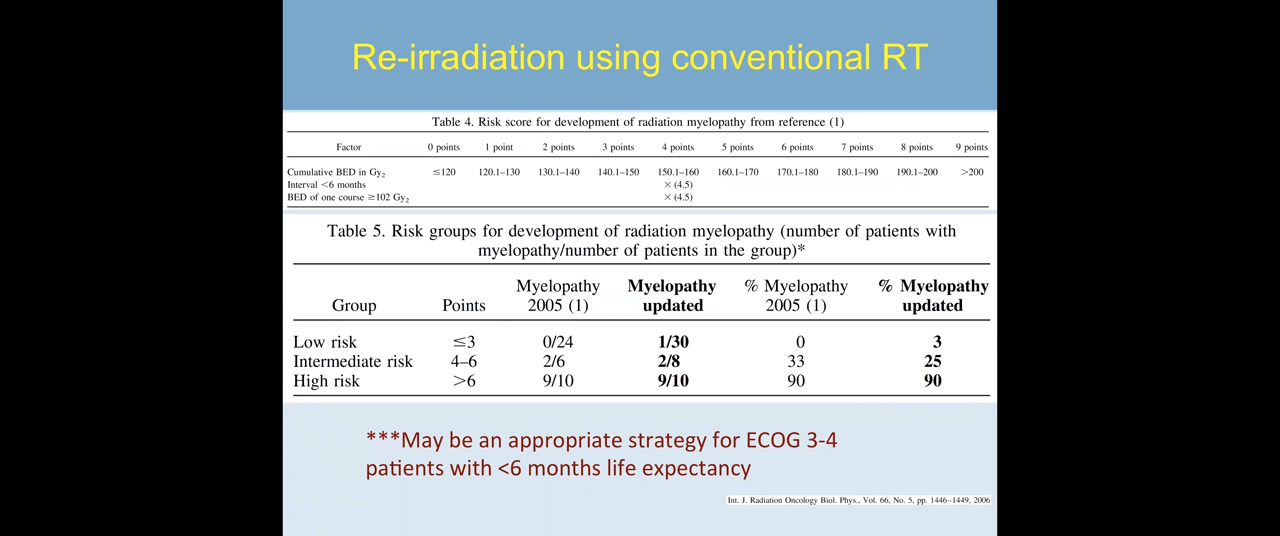 Re-irradiation using conventional RT
Table 4. Risk score for development of radiation myelopathy from reference (1)
Factor 0 points 1 point 2 points 3 points 4 points 5 points 6 points 7 points 8 points 9 points
Cumulative BED in Gy₂ ≤120 120.1–130 130.1–140 140.1–150 150.1–160 160.1–170 170.1–180 180.1–190 190.1–200 >200
Interval <6 months × (4.5)
BED of one course ≥102 Gy₂ × (4.5)
Table 5. Risk groups for development of radiation myelopathy (number of patients with
myelopathy/number of patients in the group)*
Myelopathy Myelopathy % Myelopathy % Myelopathy
Group Points 2005 (1) updated 2005 (1) updated
Low risk ≤3 0/24 1/30 0 3
Intermediate risk 4–6 2/6 2/8 33 25
High risk >6 9/10 9/10 90 90
***May be an appropriate strategy for ECOG 3-4
patients with <6 months life expectancy
Int. J. Radiation Oncology Biol. Phys., Vol. 66, No. 5, pp. 1446–1449, 2006